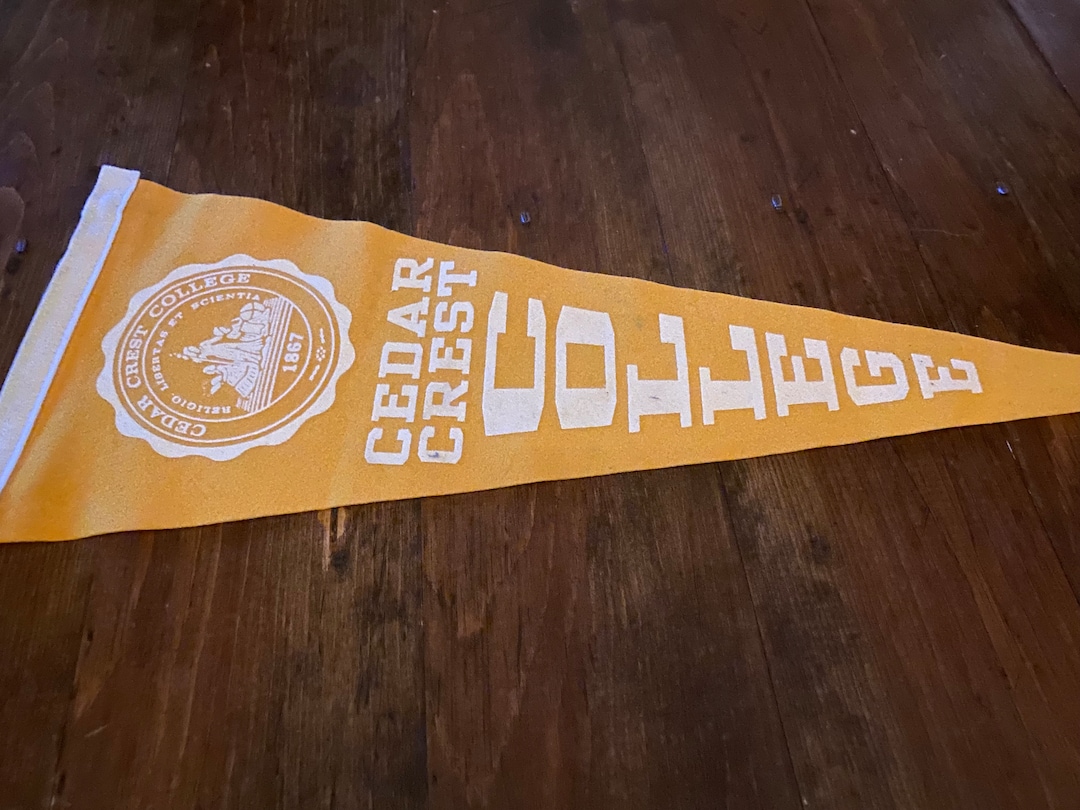 CEDAR CREST COLLEGE
RELIGIO LIBERTAS ET SCIENTIA
1867
CEDAR
CREST
COLLEGE